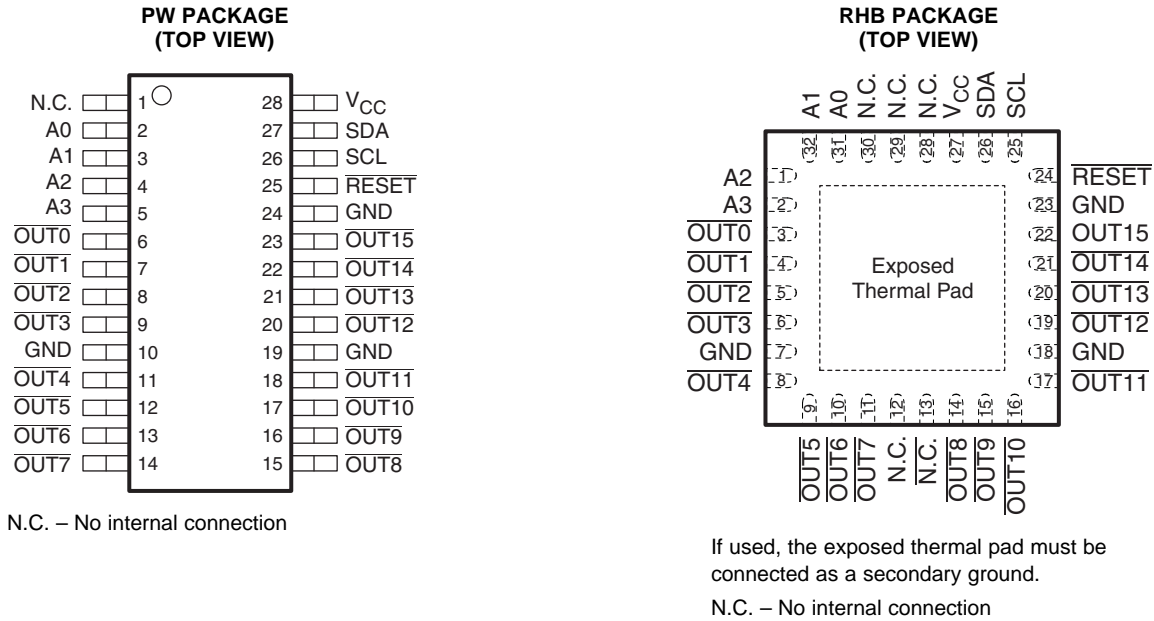 PW PACKAGE
(TOP VIEW)
N.C. 1 28 VCC
A0 2 27 SDA
A1 3 26 SCL
A2 4 25 RESET
A3 5 24 GND
OUT0 6 23 OUT15
OUT1 7 22 OUT14
OUT2 8 21 OUT13
OUT3 9 20 OUT12
GND 10 19 GND
OUT4 11 18 OUT11
OUT5 12 17 OUT10
OUT6 13 16 OUT9
OUT7 14 15 OUT8
N.C. – No internal connection
RHB PACKAGE
(TOP VIEW)
A1 A0 N.C. N.C. N.C. VCC SDA SCL
32 31 30 29 28 27 26 25
A2 1 24 RESET
A3 2 23 GND
OUT0 3 22 OUT15
OUT1 4 21 OUT14
OUT2 5 20 OUT13
OUT3 6 19 OUT12
GND 7 18 GND
OUT4 8 17 OUT11
Exposed
Thermal Pad
9 10 11 12 13 14 15 16
OUT5 OUT6 OUT7 N.C. N.C. OUT8 OUT9 OUT10
If used, the exposed thermal pad must be
connected as a secondary ground.
N.C. – No internal connection